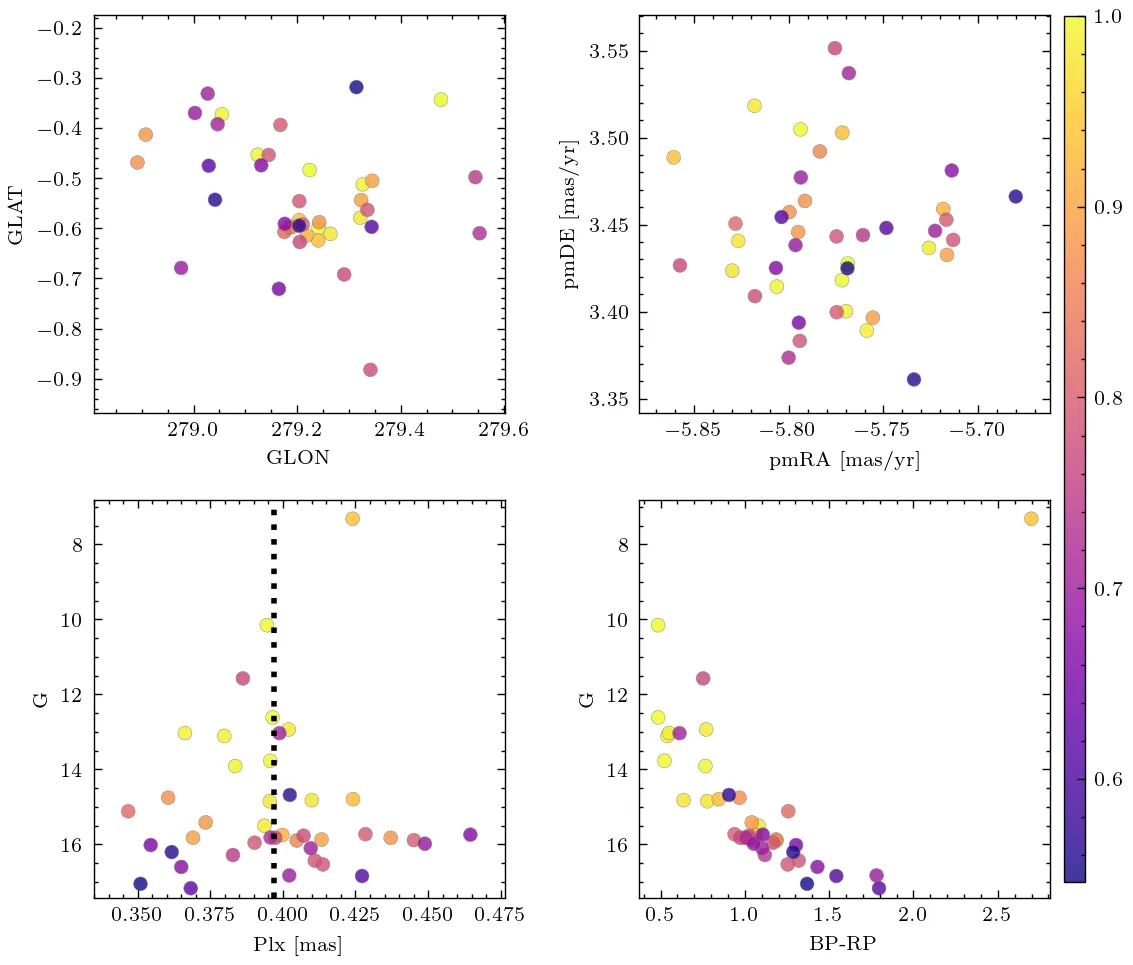 −0.2
−0.3
−0.4
−0.5
−0.6
−0.7
−0.8
−0.9
GLAT
279.0 279.2 279.4 279.6
GLON
3.55
3.50
3.45
3.40
3.35
pmDE [mas/yr]
−5.85 −5.80 −5.75 −5.70
pmRA [mas/yr]
8
10
12
14
16
G
0.350 0.375 0.400 0.425 0.450 0.475
Plx [mas]
8
10
12
14
16
G
0.5 1.0 1.5 2.0 2.5
BP-RP
1.0
0.9
0.8
0.7
0.6